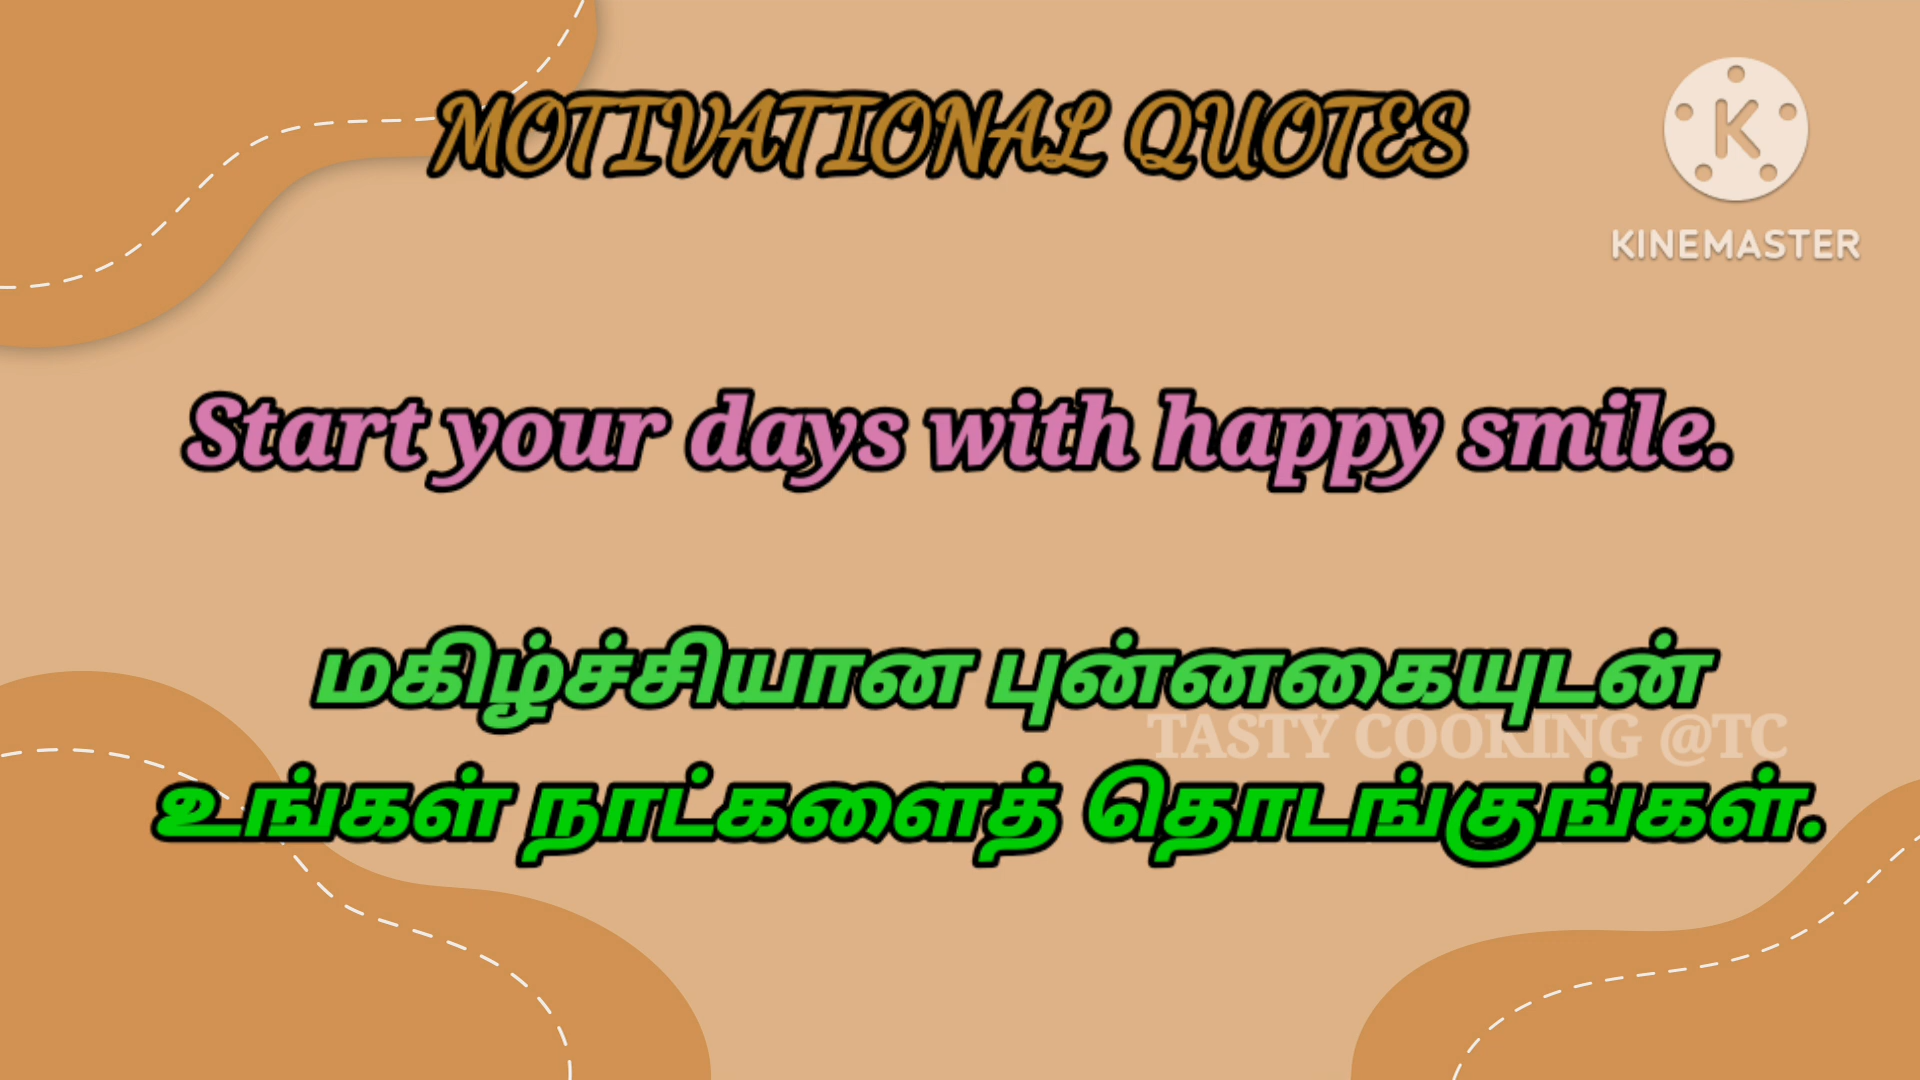 MOTIVATIONAL QUOTES
K
KINEMASTER
Start your days with happy smile.
மகிழ்ச்சியான புன்னகையுடன்
TASTY COOKING @TC
உங்கள் நாட்களைத் தொடங்குங்கள்.